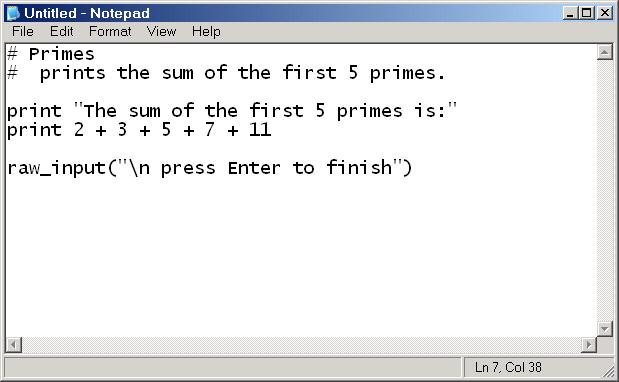 Untitled - Notepad
File Edit Format View Help
# Primes
#  prints the sum of the first 5 primes.
print "The sum of the first 5 primes is:"
print 2 + 3 + 5 + 7 + 11
raw_input("\n press Enter to finish")
Ln 7, Col 38